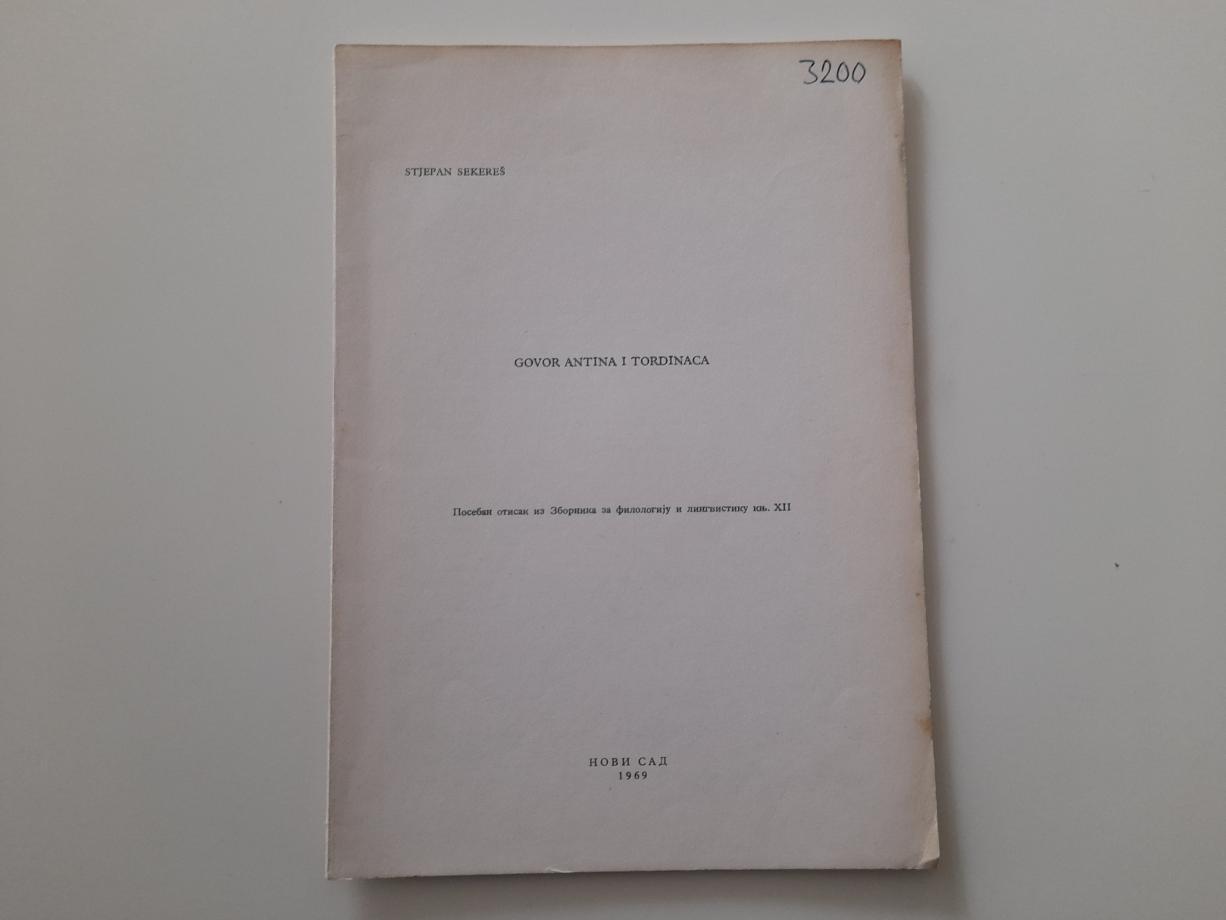 3200
STJEPAN SEKEREŠ
GOVOR ANTINA I TORDINACA
Посебан отисак из Зборника за филологију и лингвистику књ. XII
НОВИ САД
1969